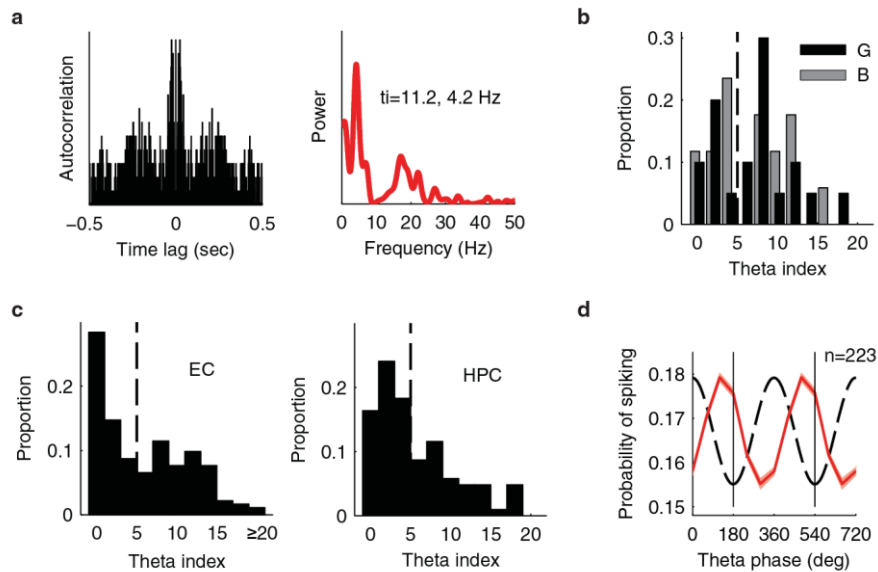 a
Autocorrelation
−0.5 0 0.5
Time lag (sec)
Power
ti=11.2, 4.2 Hz
0 10 20 30 40 50
Frequency (Hz)
b
Proportion
0.3
0.2
0.1
0
G
B
0 5 10 15 20
Theta index
c
Proportion
0.2
0.1
0
EC
0 5 10 15 ≥20
Theta index
Proportion
0.2
0.1
0
HPC
0 5 10 15 20
Theta index
d
Probability of spiking
n=223
0.18
0.17
0.16
0.15
0 180 360 540 720
Theta phase (deg)